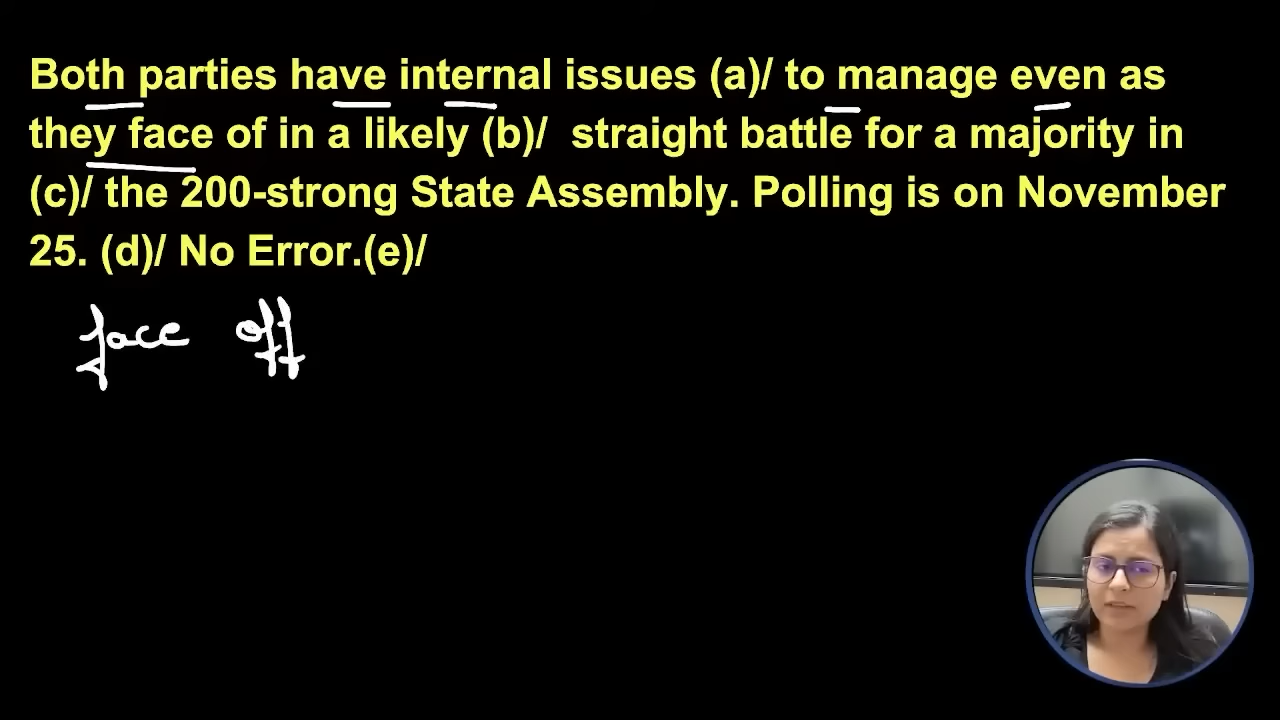 Both parties have internal issues (a)/ to manage even as
they face of in a likely (b)/ straight battle for a majority in
(c)/ the 200-strong State Assembly. Polling is on November
25. (d)/ No Error.(e)/
face off